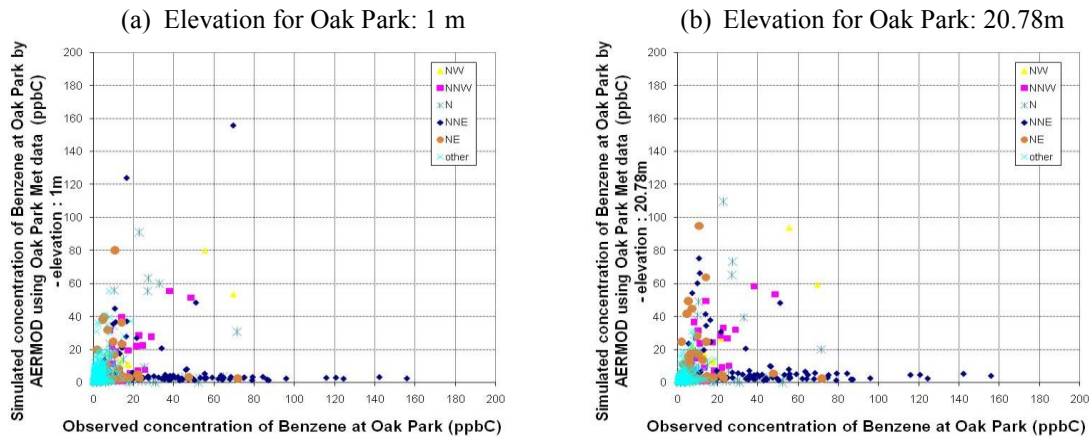 (a) Elevation for Oak Park: 1 m
Simulated concentration of Benzene at Oak Park by
AERMOD using Oak Park Met data (ppbC)
- elevation : 1m
200
180
160
140
120
100
80
60
40
20
0
NW
NNW
N
NNE
NE
other
0 20 40 60 80 100 120 140 160 180 200
Observed concentration of Benzene at Oak Park (ppbC)
(b) Elevation for Oak Park: 20.78m
Simulated concentration of Benzene at Oak Park by
AERMOD using Oak Park Met data (ppbC)
- elevation : 20.78m
200
180
160
140
120
100
80
60
40
20
0
NW
NNW
N
NNE
NE
other
0 20 40 60 80 100 120 140 160 180 200
Observed concentration of Benzene at Oak Park (ppbC)